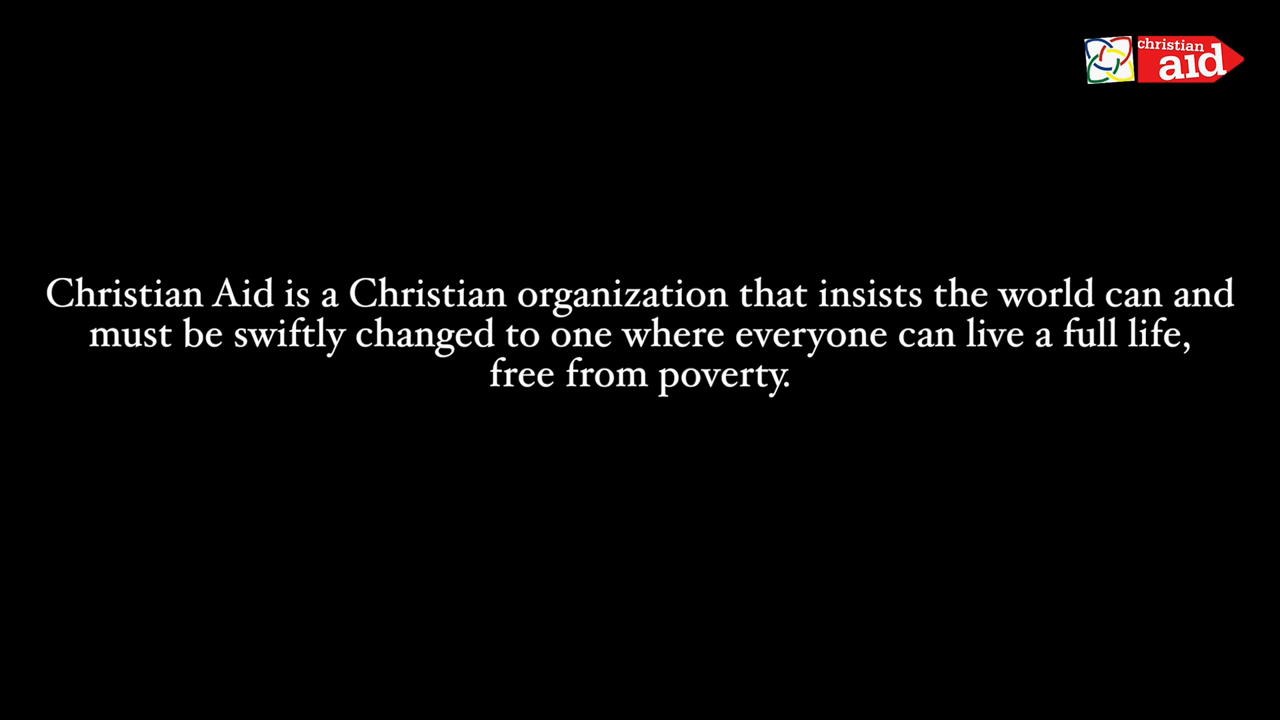 christian
aid
Christian Aid is a Christian organization that insists the world can and
must be swiftly changed to one where everyone can live a full life,
free from poverty.